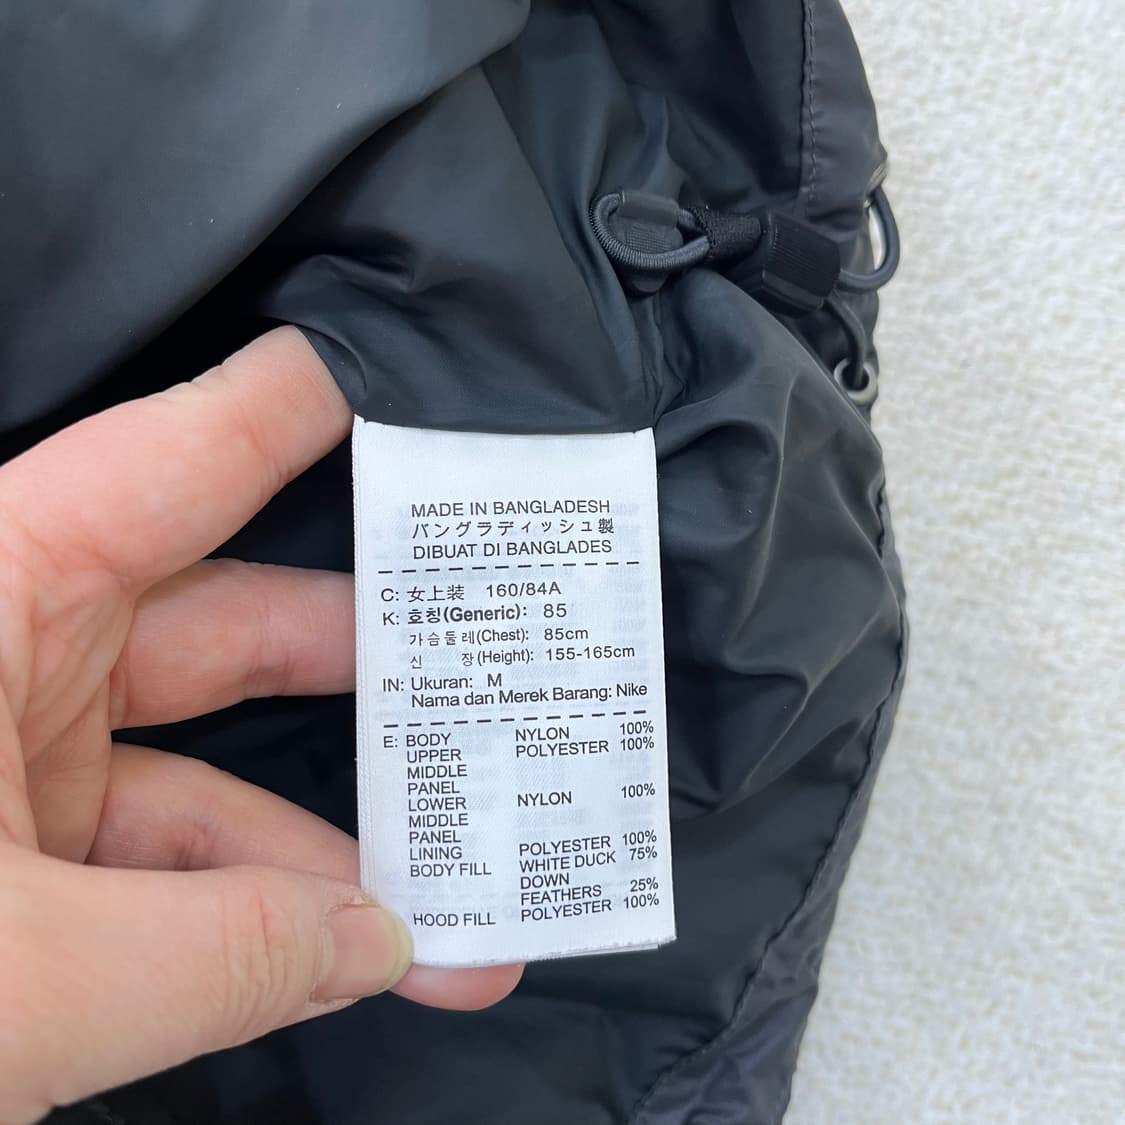 MADE IN BANGLADESH
バングラディッシュ製
DIBUAT DI BANGLADES
C: 女上装 160/84A
K: 호칭(Generic): 85
가슴둘레(Chest): 85cm
신 장(Height): 155-165cm
IN: Ukuran: M
Nama dan Merek Barang: Nike
E: BODY NYLON 100%
UPPER POLYESTER 100%
MIDDLE
PANEL
LOWER NYLON 100%
MIDDLE
PANEL
LINING POLYESTER 100%
BODY FILL WHITE DUCK 75%
DOWN
FEATHERS 25%
HOOD FILL POLYESTER 100%